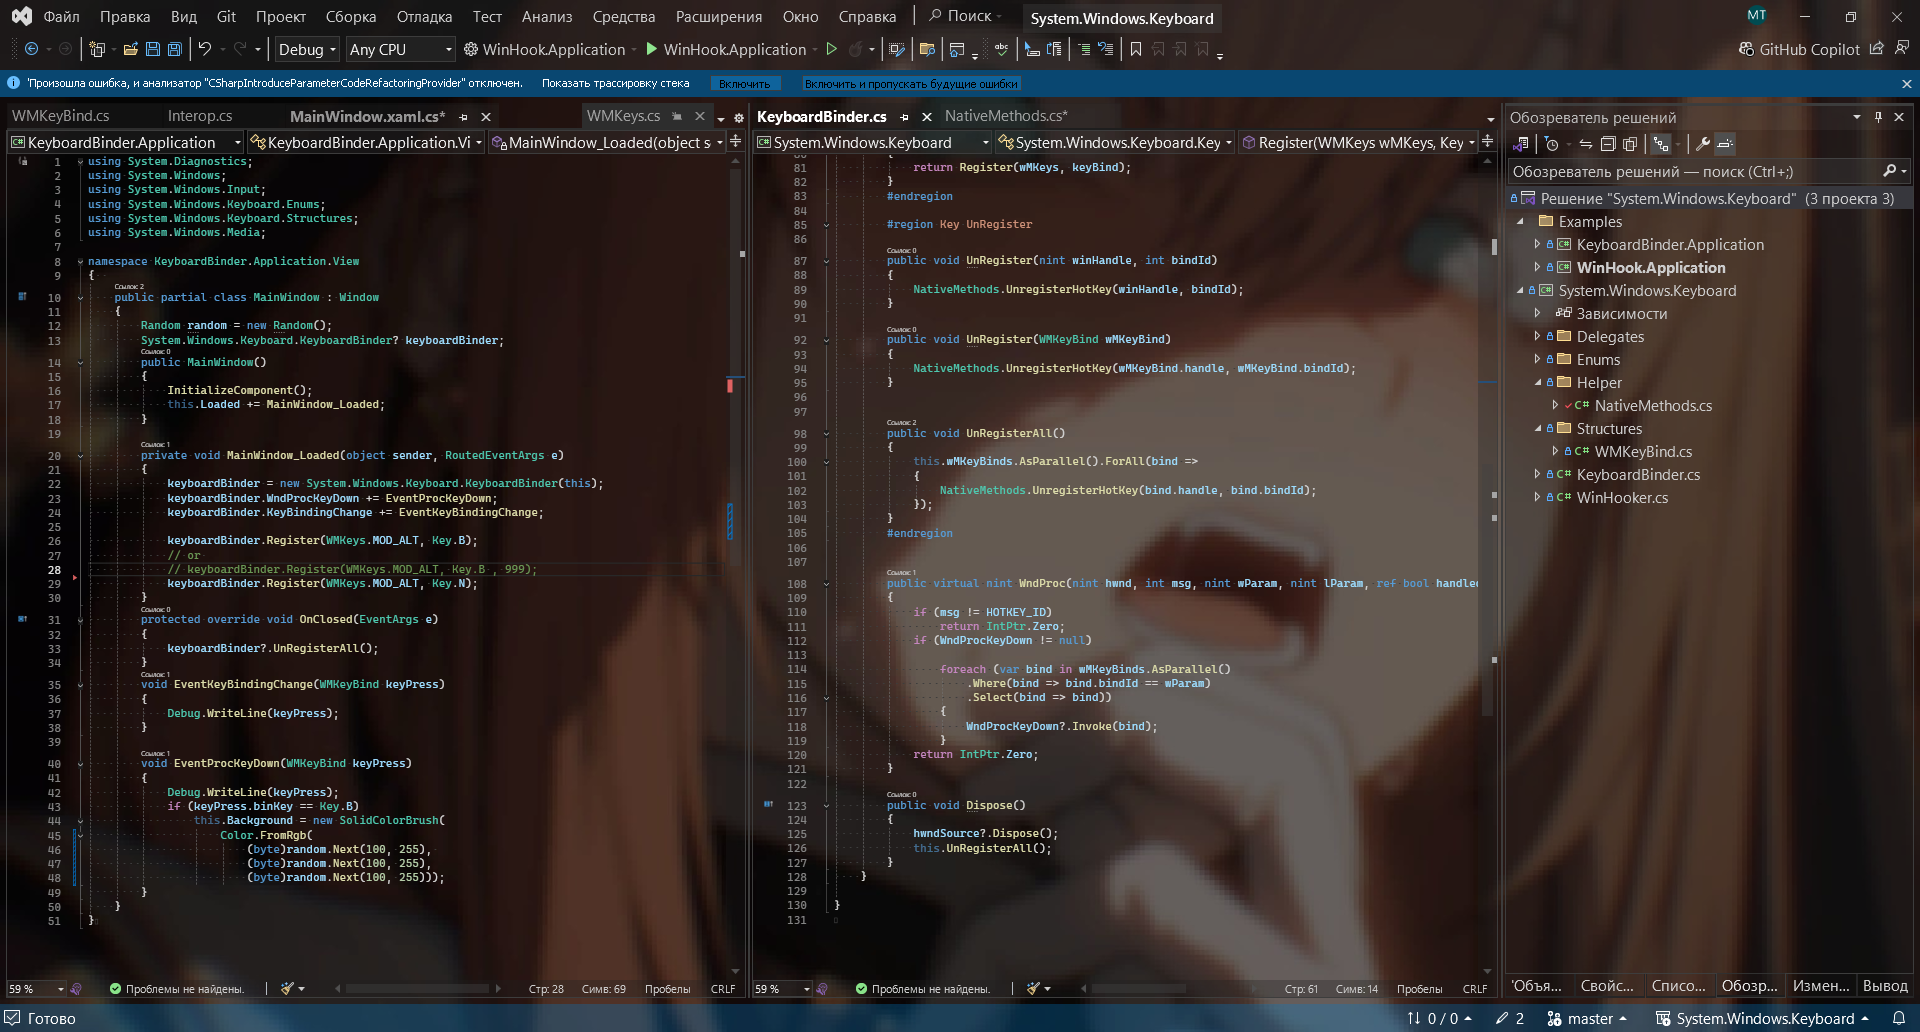 Файл Правка Вид Git Проект Сборка Отладка Тест Анализ Средства Расширения Окно Справка Поиск System.Windows.Keyboard MT
Debug Any CPU WinHook.Application WinHook.Application GitHub Copilot
Произошла ошибка, и анализатор "CSharpIntroduceParameterCodeRefactoringProvider" отключен. Показать трассировку стека Включить Включить и пропускать будущие ошибки
WMKeyBind.cs Interop.cs MainWindow.xaml.cs* WMKeys.cs
KeyboardBinder.Application KeyboardBinder.Application.Vi MainWindow_Loaded(object s
1 using System.Diagnostics;
2 using System.Windows;
3 using System.Windows.Input;
4 using System.Windows.Keyboard.Enums;
5 using System.Windows.Keyboard.Structures;
6 using System.Windows.Media;
7
8 namespace KeyboardBinder.Application.View
9 {
Ссылок: 2
10 public partial class MainWindow : Window
11 {
12 Random random = new Random();
13 System.Windows.Keyboard.KeyboardBinder? keyboardBinder;
Ссылок: 0
14 public MainWindow()
15 {
16 InitializeComponent();
17 this.Loaded += MainWindow_Loaded;
18 }
19
Ссылок: 1
20 private void MainWindow_Loaded(object sender, RoutedEventArgs e)
21 {
22 keyboardBinder = new System.Windows.Keyboard.KeyboardBinder(this);
23 keyboardBinder.WndProcKeyDown += EventProcKeyDown;
24 keyboardBinder.KeyBindingChange += EventKeyBindingChange;
25
26 keyboardBinder.Register(WMKeys.MOD_ALT, Key.B);
27 // or
28 // keyboardBinder.Register(WMKeys.MOD_ALT, Key.B , 999);
29 keyboardBinder.Register(WMKeys.MOD_ALT, Key.N);
30 }
Ссылок: 0
31 protected override void OnClosed(EventArgs e)
32 {
33 keyboardBinder?.UnRegisterAll();
34 }
Ссылок: 1
35 void EventKeyBindingChange(WMKeyBind keyPress)
36 {
37 Debug.WriteLine(keyPress);
38 }
39
Ссылок: 1
40 void EventProcKeyDown(WMKeyBind keyPress)
41 {
42 Debug.WriteLine(keyPress);
43 if (keyPress.binKey == Key.B)
44 this.Background = new SolidColorBrush(
45 Color.FromRgb(
46 (byte)random.Next(100, 255),
47 (byte)random.Next(100, 255),
48 (byte)random.Next(100, 255)));
49 }
50 }
51 }
59 % Проблемы не найдены. Стр: 28 Симв: 69 Пробелы CRLF
KeyboardBinder.cs NativeMethods.cs*
System.Windows.Keyboard System.Windows.Keyboard.Key Register(WMKeys wMKeys, Key
80 {
81 return Register(wMKeys, keyBind);
82 }
83 #endregion
84
85 #region Key UnRegister
86
Ссылок: 0
87 public void UnRegister(nint winHandle, int bindId)
88 {
89 NativeMethods.UnregisterHotKey(winHandle, bindId);
90 }
91
Ссылок: 0
92 public void UnRegister(WMKeyBind wMKeyBind)
93 {
94 NativeMethods.UnregisterHotKey(wMKeyBind.handle, wMKeyBind.bindId);
95 }
96
97
Ссылок: 2
98 public void UnRegisterAll()
99 {
100 this.wMKeyBinds.AsParallel().ForAll(bind =>
101 {
102 NativeMethods.UnregisterHotKey(bind.handle, bind.bindId);
103 });
104 }
105 #endregion
106
107
Ссылок: 1
108 public virtual nint WndProc(nint hwnd, int msg, nint wParam, nint lParam, ref bool handled
109 {
110 if (msg != HOTKEY_ID)
111 return IntPtr.Zero;
112 if (WndProcKeyDown != null)
113
114 foreach (var bind in wMKeyBinds.AsParallel()
115 .Where(bind => bind.bindId == wParam)
116 .Select(bind => bind))
117 {
118 WndProcKeyDown?.Invoke(bind);
119 }
120 return IntPtr.Zero;
121 }
122
Ссылок: 0
123 public void Dispose()
124 {
125 hwndSource?.Dispose();
126 this.UnRegisterAll();
127 }
128 }
129
130 }
131
59 % Проблемы не найдены. Стр: 61 Симв: 14 Пробелы CRLF
Обозреватель решений
Обозреватель решений — поиск (Ctrl+;)
Решение "System.Windows.Keyboard" (3 проекта 3)
Examples
KeyboardBinder.Application
WinHook.Application
System.Windows.Keyboard
Зависимости
Delegates
Enums
Helper
NativeMethods.cs
Structures
WMKeyBind.cs
KeyboardBinder.cs
WinHooker.cs
"Объя... Свойс... Списо... Обозр... Измен... Вывод
Готово 0 / 0 2 master System.Windows.Keyboard